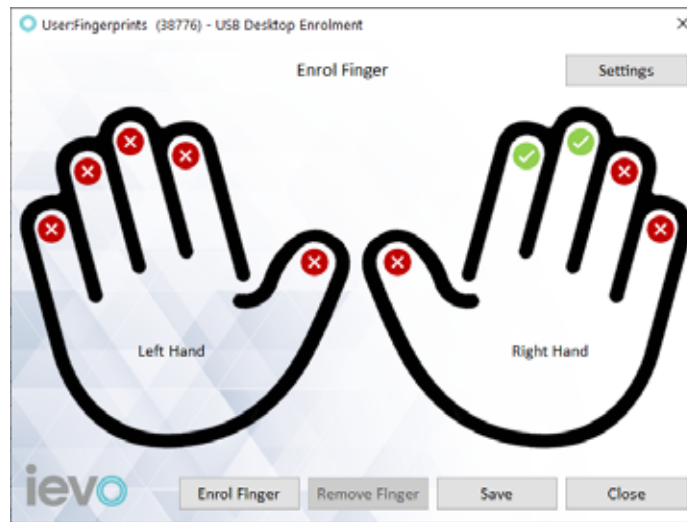 User:Fingerprints (38776) - USB Desktop Enrolment
Enrol Finger
Settings
Left Hand
Right Hand
ievo
Enrol Finger
Remove Finger
Save
Close